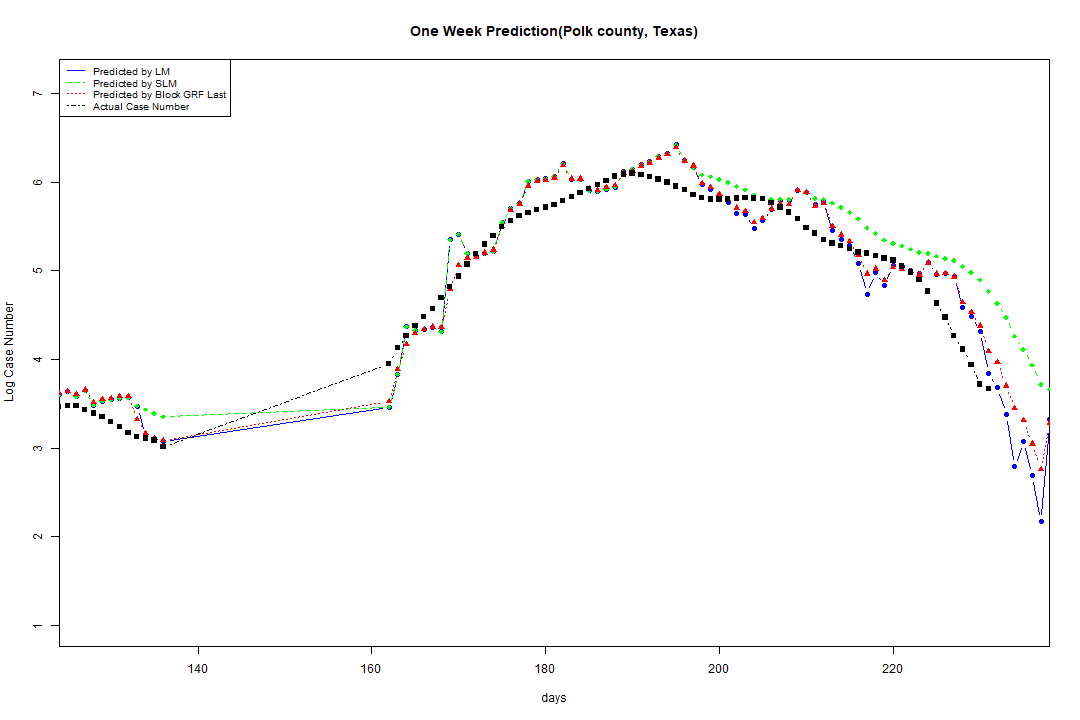 One Week Prediction(Polk county, Texas)
Predicted by LM
Predicted by SLM
Predicted by Block GRF Last
Actual Case Number
7
6
5
4
3
2
1
Log Case Number
140 160 180 200 220
days